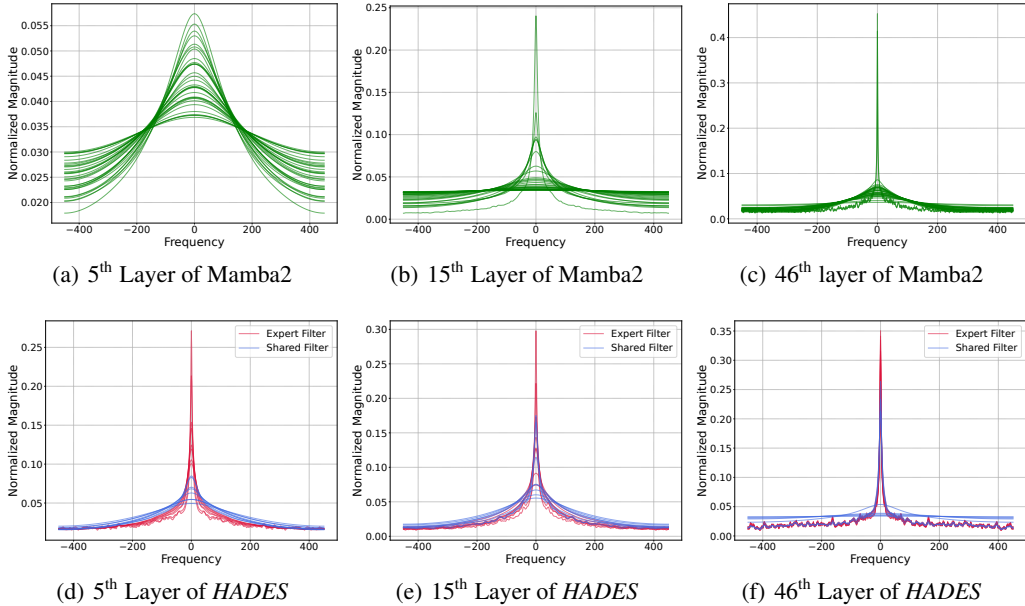 0.055
0.050
0.045
0.040
0.035
0.030
0.025
0.020
Normalized Magnitude
−400 −200 0 200 400
Frequency
(a) 5th Layer of Mamba2
0.25
0.20
0.15
0.10
0.05
0.00
Normalized Magnitude
−400 −200 0 200 400
Frequency
(b) 15th Layer of Mamba2
0.4
0.3
0.2
0.1
0.0
Normalized Magnitude
−400 −200 0 200 400
Frequency
(c) 46th layer of Mamba2
0.25
0.20
0.15
0.10
0.05
Normalized Magnitude
Expert Filter
Shared Filter
−400 −200 0 200 400
Frequency
(d) 5th Layer of HADES
0.30
0.25
0.20
0.15
0.10
0.05
0.00
Normalized Magnitude
Expert Filter
Shared Filter
−400 −200 0 200 400
Frequency
(e) 15th Layer of HADES
0.35
0.30
0.25
0.20
0.15
0.10
0.05
0.00
Normalized Magnitude
Expert Filter
Shared Filter
−400 −200 0 200 400
Frequency
(f) 46th Layer of HADES